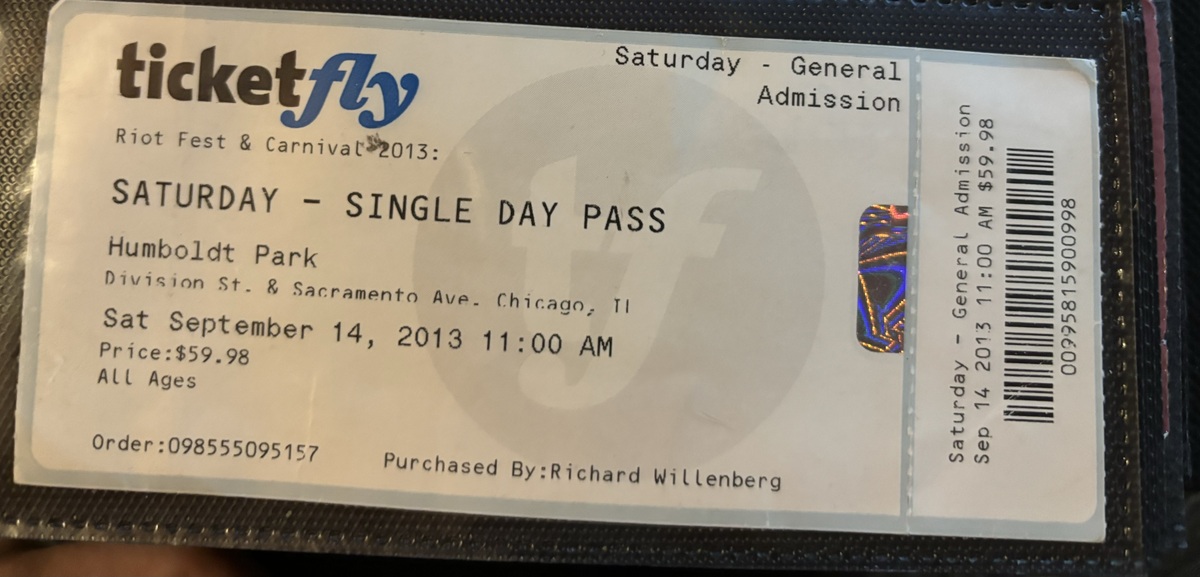 ticketfly
Saturday - General
Admission
Riot Fest & Carnival 2013:
SATURDAY - SINGLE DAY PASS
Humboldt Park
Division St. & Sacramento Ave. Chicago, Il
Sat September 14, 2013 11:00 AM
Price:$59.98
All Ages
Order:098555095157
Purchased By:Richard Willenberg
tf
Saturday - General Admission
Sep 14 2013 11:00 AM $59.98
00995815900998